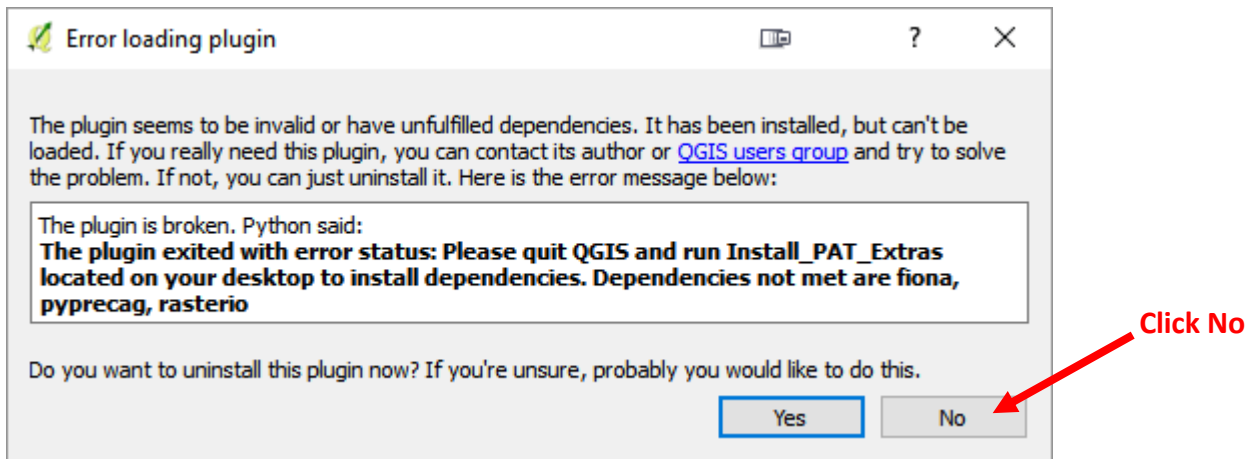 Error loading plugin
?
The plugin seems to be invalid or have unfulfilled dependencies. It has been installed, but can't be
loaded. If you really need this plugin, you can contact its author or QGIS users group and try to solve
the problem. If not, you can just uninstall it. Here is the error message below:
The plugin is broken. Python said:
The plugin exited with error status: Please quit QGIS and run Install_PAT_Extras
located on your desktop to install dependencies. Dependencies not met are fiona,
pyprecag, rasterio
Click No
Do you want to uninstall this plugin now? If you're unsure, probably you would like to do this.
Yes
No